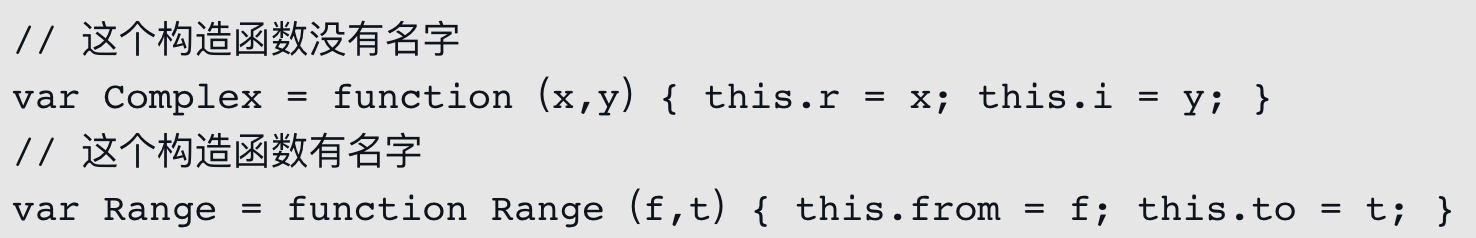 // 这个构造函数没有名字
var Complex = function (x,y) { this.r = x; this.i = y; }
// 这个构造函数有名字
var Range = function Range (f,t) { this.from = f; this.to = t; }